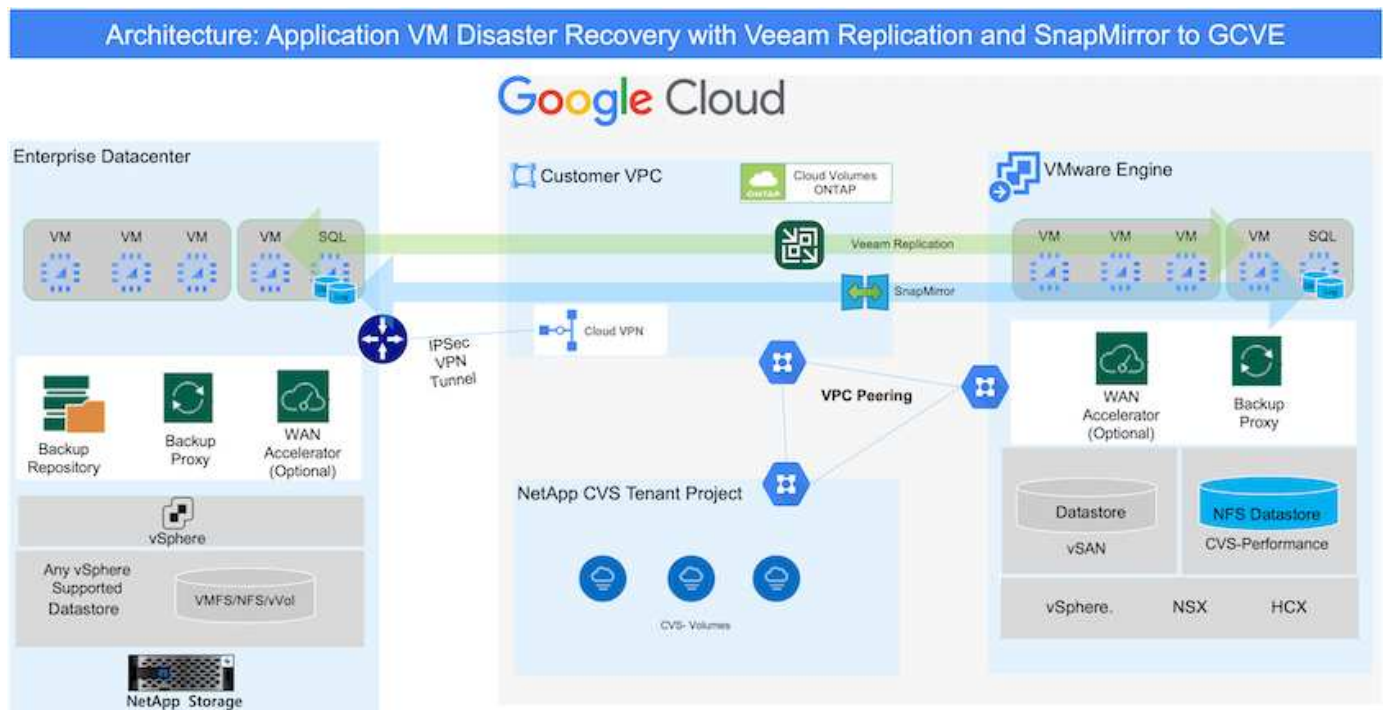 Architecture: Application VM Disaster Recovery with Veeam Replication and SnapMirror to GCVE
Google Cloud
Enterprise Datacenter
VM VM VM VM SQL
IPSec
VPN
Tunnel
Backup
Repository
Backup
Proxy
WAN
Accelerator
(Optional)
vSphere
Any vSphere
Supported
Datastore
VMFS/NFS/vVol
NetApp Storage
Customer VPC
ONTAP
Cloud Volumes
ONTAP
Veeam Replication
SnapMirror
Cloud VPN
VPC Peering
NetApp CVS Tenant Project
CVS- Volumes
VMware Engine
VM VM VM VM SQL
WAN
Accelerator
(Optional)
Backup
Proxy
Datastore
vSAN
NFS Datastore
CVS-Performance
vSphere. NSX HCX